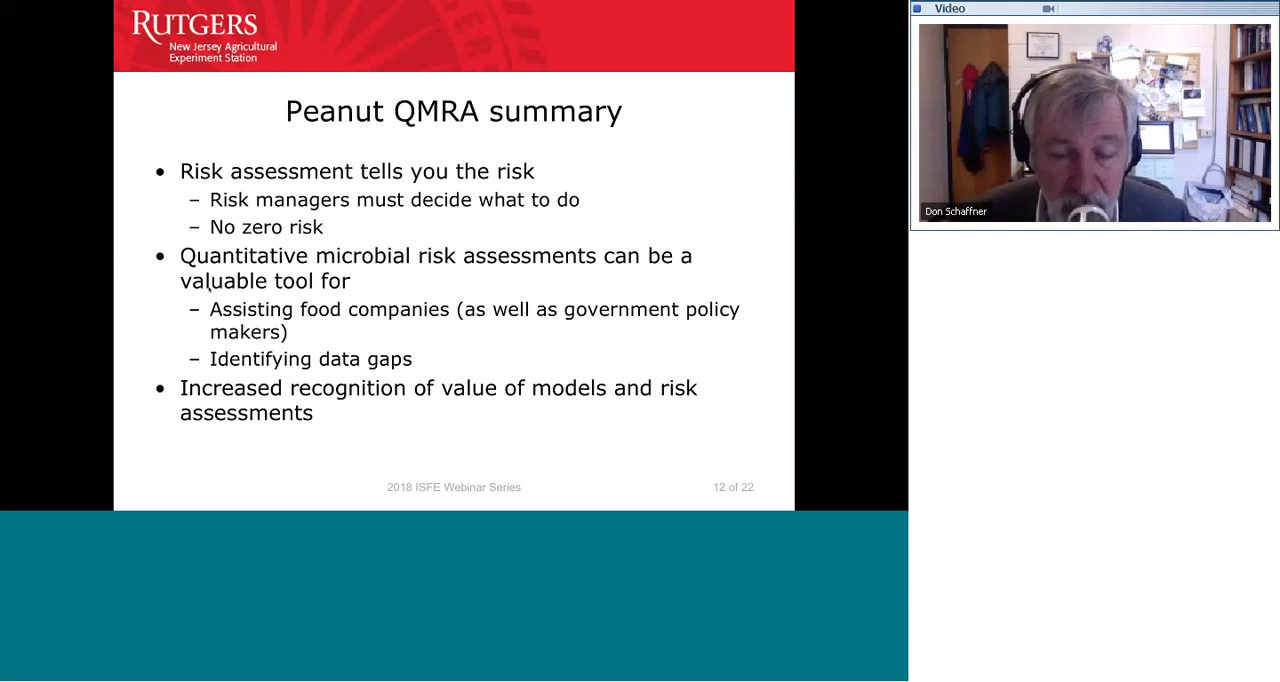 RUTGERS
New Jersey Agricultural
Experiment Station
Peanut QMRA summary
• Risk assessment tells you the risk
– Risk managers must decide what to do
– No zero risk
• Quantitative microbial risk assessments can be a
valuable tool for
– Assisting food companies (as well as government policy
makers)
– Identifying data gaps
• Increased recognition of value of models and risk
assessments
2018 ISFE Webinar Series
12 of 22
Video
Don Schaffner